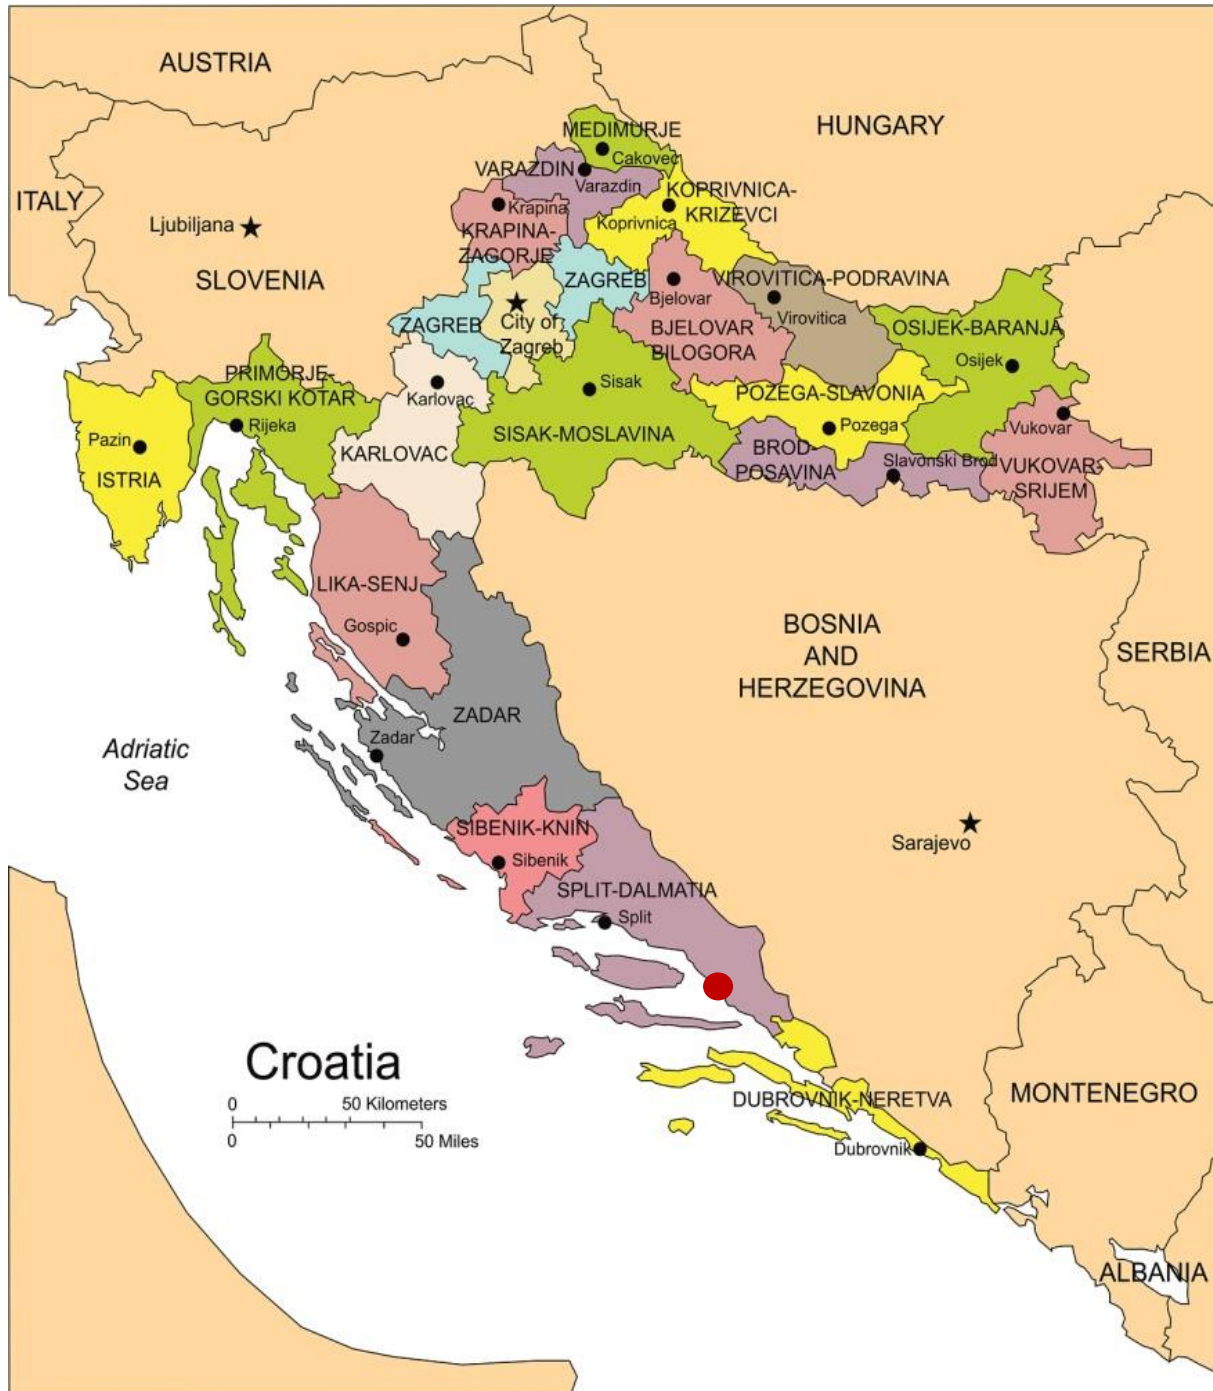 AUSTRIA
HUNGARY
ITALY
MEDIMURJE
Cakovec
VARAZDIN
Varazdin
KOPRIVNICA-
KRIZEVCI
Koprivnica
Krapina
KRAPINA-
ZAGORJE
Ljubiljana
SLOVENIA
ZAGREB
ZAGREB
City of
Zagreb
Bjelovar
BJELOVAR
BILOGORA
VIROVITICA-PODRAVINA
Virovitica
OSIJEK-BARANJA
Osijek
PRIMORJE-
GORSKI KOTAR
Rijeka
Karlovac
KARLOVAC
Sisak
SISAK-MOSLAVINA
POZEGA-SLAVONIA
Pozega
BROD-
POSAVINA
Slavonski Brod
Vukovar
VUKOVAR-
SRIJEM
Pazin
ISTRIA
LIKA-SENJ
Gospic
BOSNIA
AND
HERZEGOVINA
SERBIA
ZADAR
Zadar
Adriatic
Sea
SIBENIK-KNIN
Sibenik
Sarajevo
SPLIT-DALMATIA
Split
Croatia
0 50 Kilometers
0 50 Miles
DUBROVNIK-NERETVA
Dubrovnik
MONTENEGRO
ALBANIA